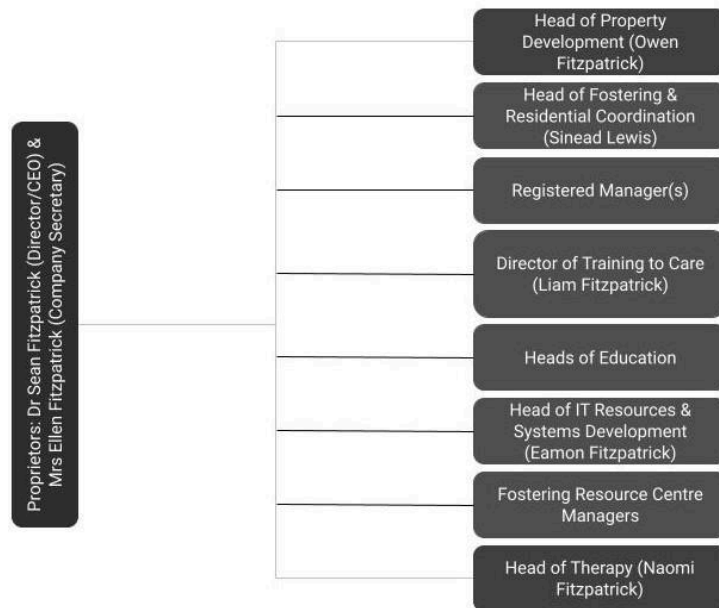 Proprietors: Dr Sean Fitzpatrick (Director/CEO) &
Mrs Ellen Fitzpatrick (Company Secretary)
Head of Property
Development (Owen
Fitzpatrick)
Head of Fostering &
Residential Coordination
(Sinead Lewis)
Registered Manager(s)
Director of Training to Care
(Liam Fitzpatrick)
Heads of Education
Head of IT Resources &
Systems Development
(Eamon Fitzpatrick)
Fostering Resource Centre
Managers
Head of Therapy (Naomi
Fitzpatrick)